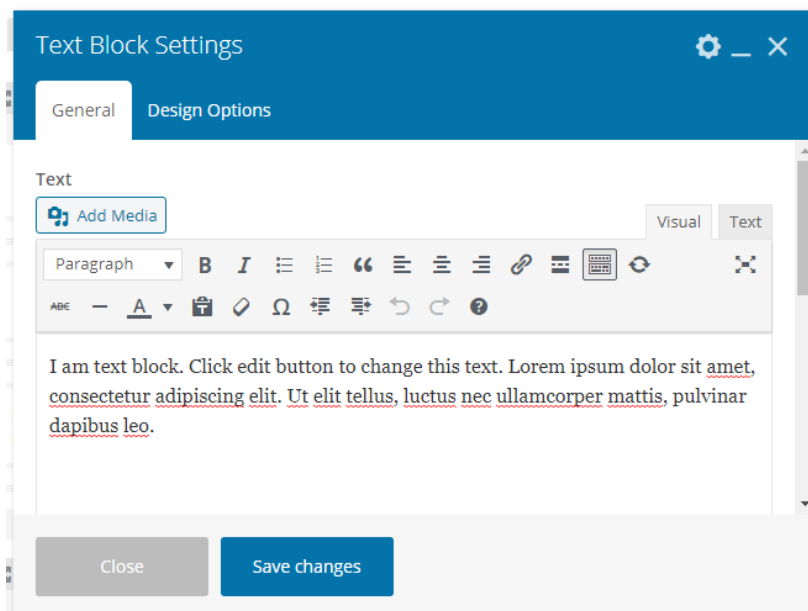 Text Block Settings
General Design Options
Text
Add Media
Visual Text
Paragraph B I
ABC A Ω
I am text block. Click edit button to change this text. Lorem ipsum dolor sit amet,
consectetur adipiscing elit. Ut elit tellus, luctus nec ullamcorper mattis, pulvinar
dapibus leo.
Close Save changes